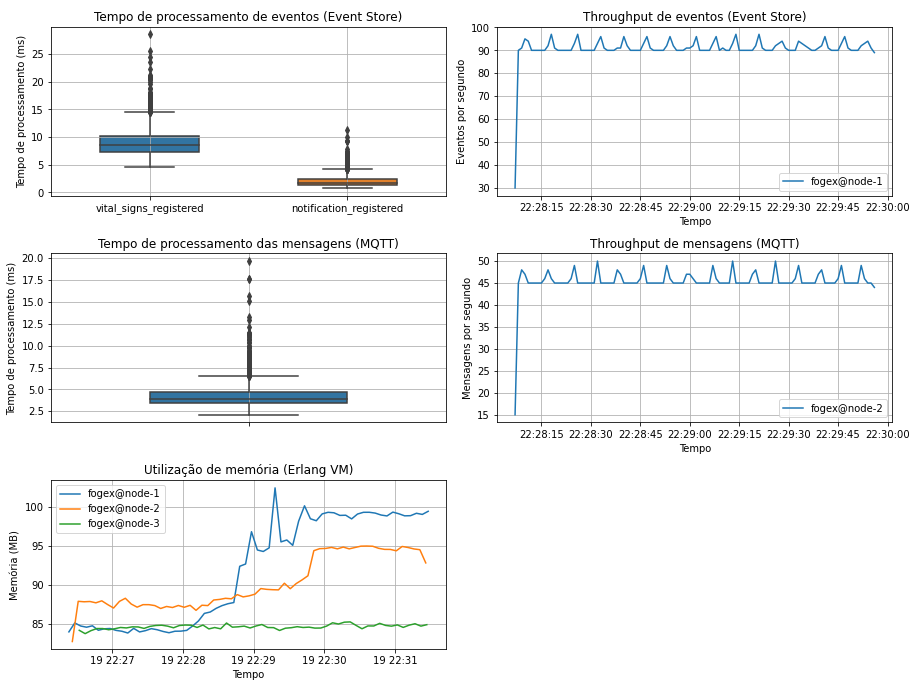 Tempo de processamento de eventos (Event Store)
Tempo de processamento (ms)
25
20
15
10
5
0
vital_signs_registered
notification_registered
Throughput de eventos (Event Store)
Eventos por segundo
100
90
80
70
60
50
40
30
fogex@node-1
22:28:15 22:28:30 22:28:45 22:29:00 22:29:15 22:29:30 22:29:45 22:30:00
Tempo
Tempo de processamento das mensagens (MQTT)
Tempo de processamento (ms)
20.0
17.5
15.0
12.5
10.0
7.5
5.0
2.5
Throughput de mensagens (MQTT)
Mensagens por segundo
50
45
40
35
30
25
20
15
fogex@node-2
22:28:15 22:28:30 22:28:45 22:29:00 22:29:15 22:29:30 22:29:45 22:30:00
Tempo
Utilização de memória (Erlang VM)
Memória (MB)
100
95
90
85
fogex@node-1
fogex@node-2
fogex@node-3
19 22:27 19 22:28 19 22:29 19 22:30 19 22:31
Tempo